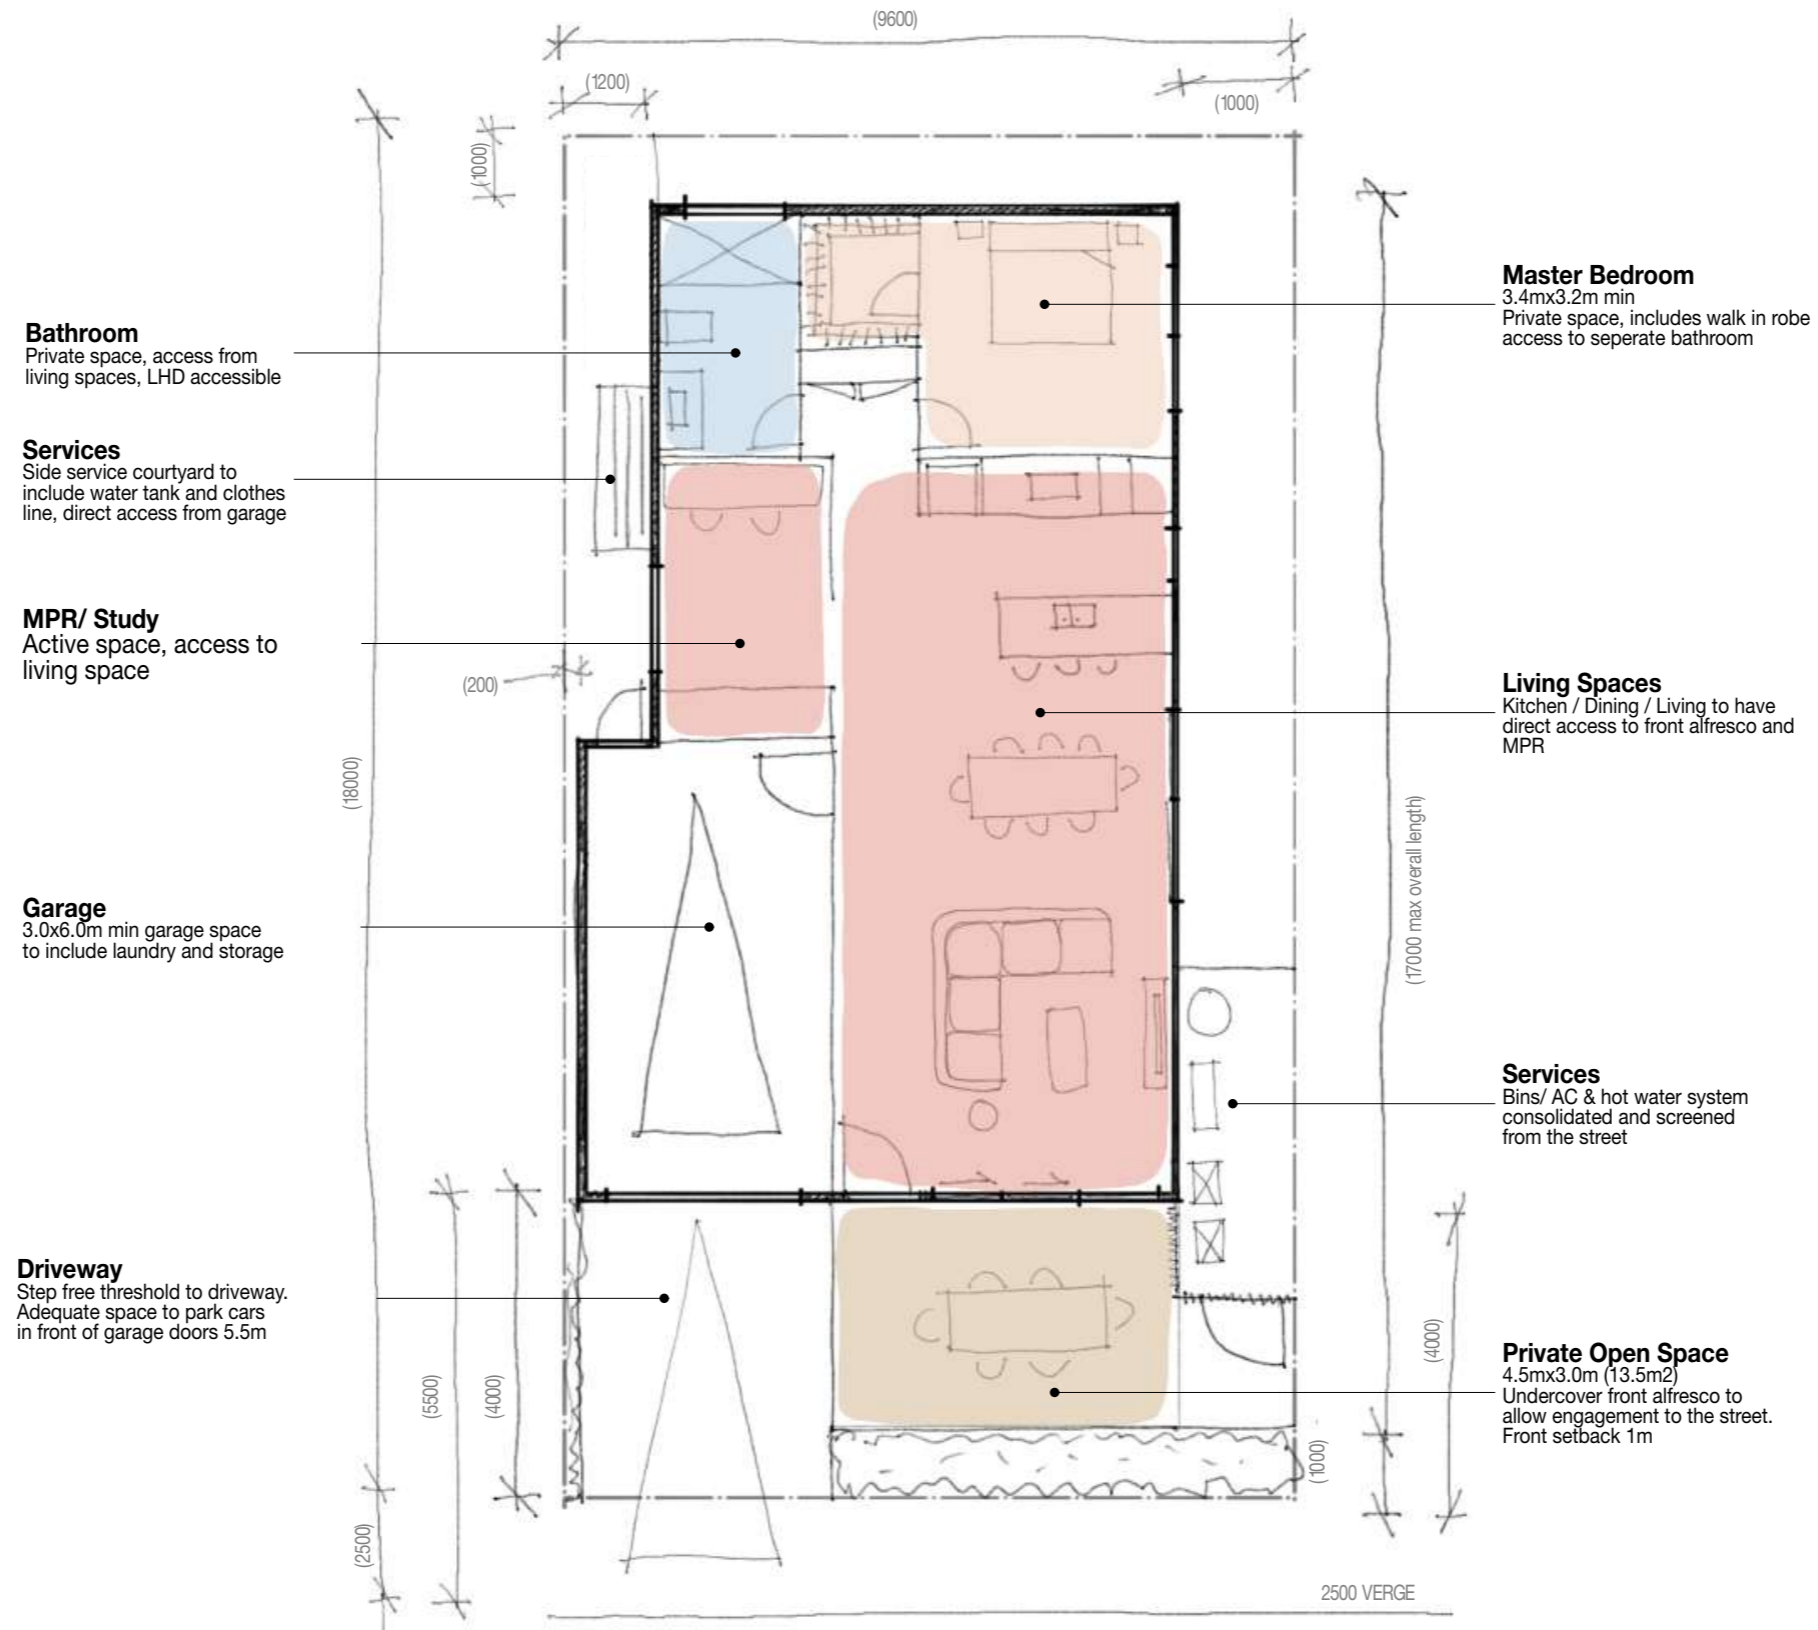 (9600)
(1200)
(1000)
(1000)
Master Bedroom
3.4mx3.2m min
Private space, includes walk in robe
access to seperate bathroom
Bathroom
Private space, access from
living spaces, LHD accessible
Services
Side service courtyard to
include water tank and clothes
line, direct access from garage
MPR/ Study
Active space, access to
living space
(200)
Living Spaces
Kitchen / Dining / Living to have
direct access to front alfresco and
MPR
(18000)
(17000 max overall length)
Garage
3.0x6.0m min garage space
to include laundry and storage
Services
Bins/ AC & hot water system
consolidated and screened
from the street
Driveway
Step free threshold to driveway.
Adequate space to park cars
in front of garage doors 5.5m
(5500)
(4000)
(4000)
Private Open Space
4.5mx3.0m (13.5m2)
Undercover front alfresco to
allow engagement to the street.
Front setback 1m
(1000)
(2500)
2500 VERGE